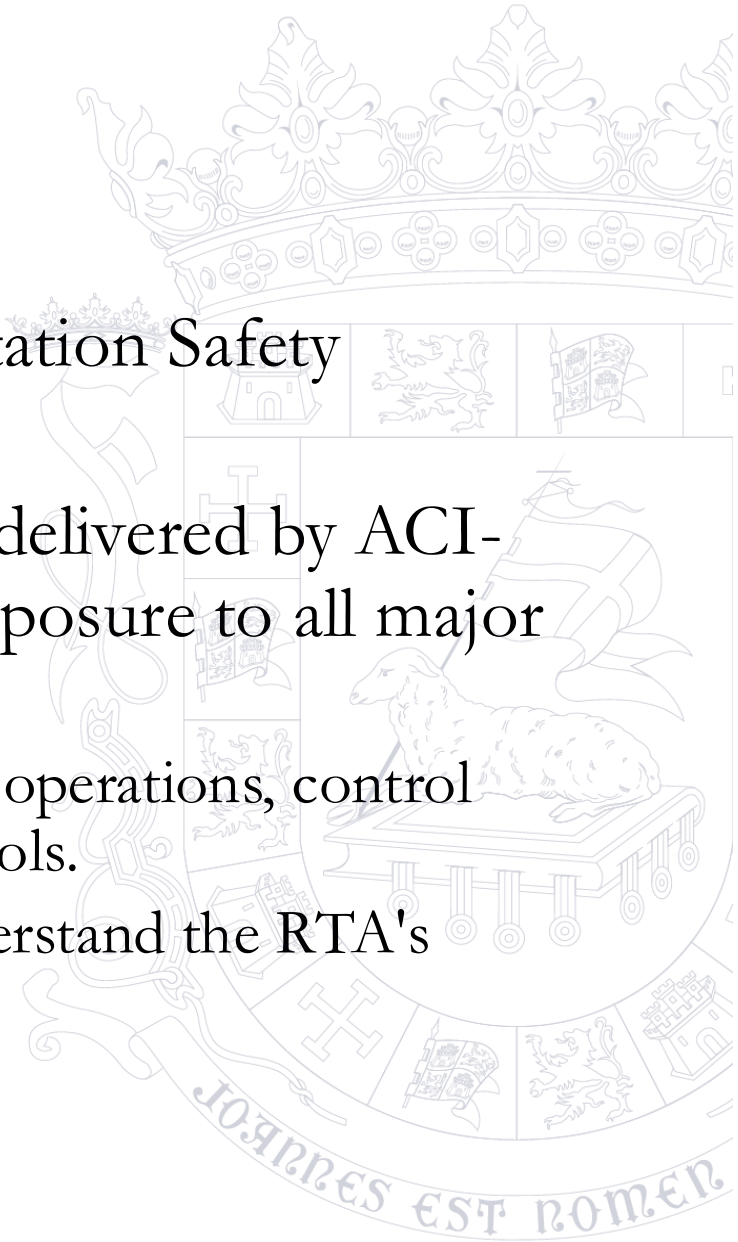 tation Safety
delivered by ACI-
posure to all major
operations, control
ols.
erstand the RTA's
JOANNES EST NOMEN